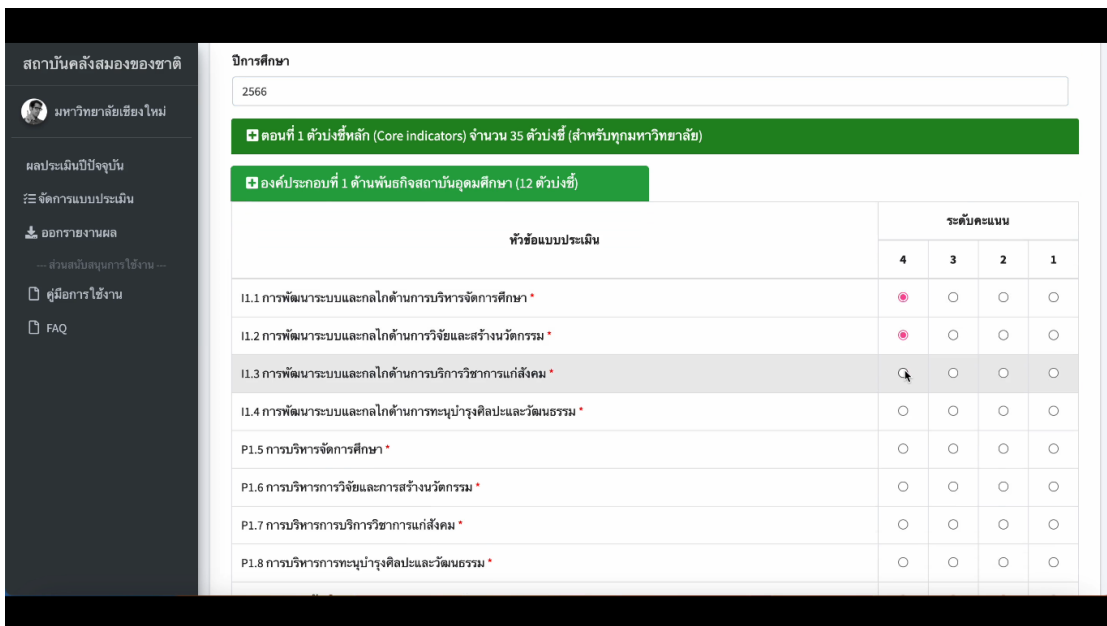 สถาบันคลังสมองของชาติ
มหาวิทยาลัยเชียงใหม่
ผลประเมินปีปัจจุบัน
จัดการแบบประเมิน
ออกรายงานผล
--- ส่วนสนับสนุนการใช้งาน ---
คู่มือการใช้งาน
FAQ
ปีการศึกษา
2566
ตอนที่ 1 ตัวบ่งชี้หลัก (Core indicators) จำนวน 35 ตัวบ่งชี้ (สำหรับทุกมหาวิทยาลัย)
องค์ประกอบที่ 1 ด้านพันธกิจสถาบันอุดมศึกษา (12 ตัวบ่งชี้)
หัวข้อแบบประเมิน
ระดับคะแนน
4 3 2 1
I1.1 การพัฒนาระบบและกลไกด้านการบริหารจัดการศึกษา *
I1.2 การพัฒนาระบบและกลไกด้านการวิจัยและสร้างนวัตกรรม *
I1.3 การพัฒนาระบบและกลไกด้านการบริการวิชาการแก่สังคม *
I1.4 การพัฒนาระบบและกลไกด้านการทะนุบำรุงศิลปะและวัฒนธรรม *
P1.5 การบริหารจัดการศึกษา *
P1.6 การบริหารการวิจัยและการสร้างนวัตกรรม *
P1.7 การบริหารการบริการวิชาการแก่สังคม *
P1.8 การบริหารการทะนุบำรุงศิลปะและวัฒนธรรม *